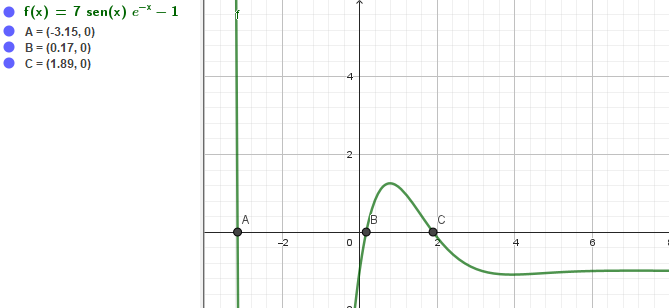 f(x) = 7 sen(x) e^{-x} − 1
A = (-3.15, 0)
B = (0.17, 0)
C = (1.89, 0)
f
4
2
A
B
C
−2
0
2
4
6